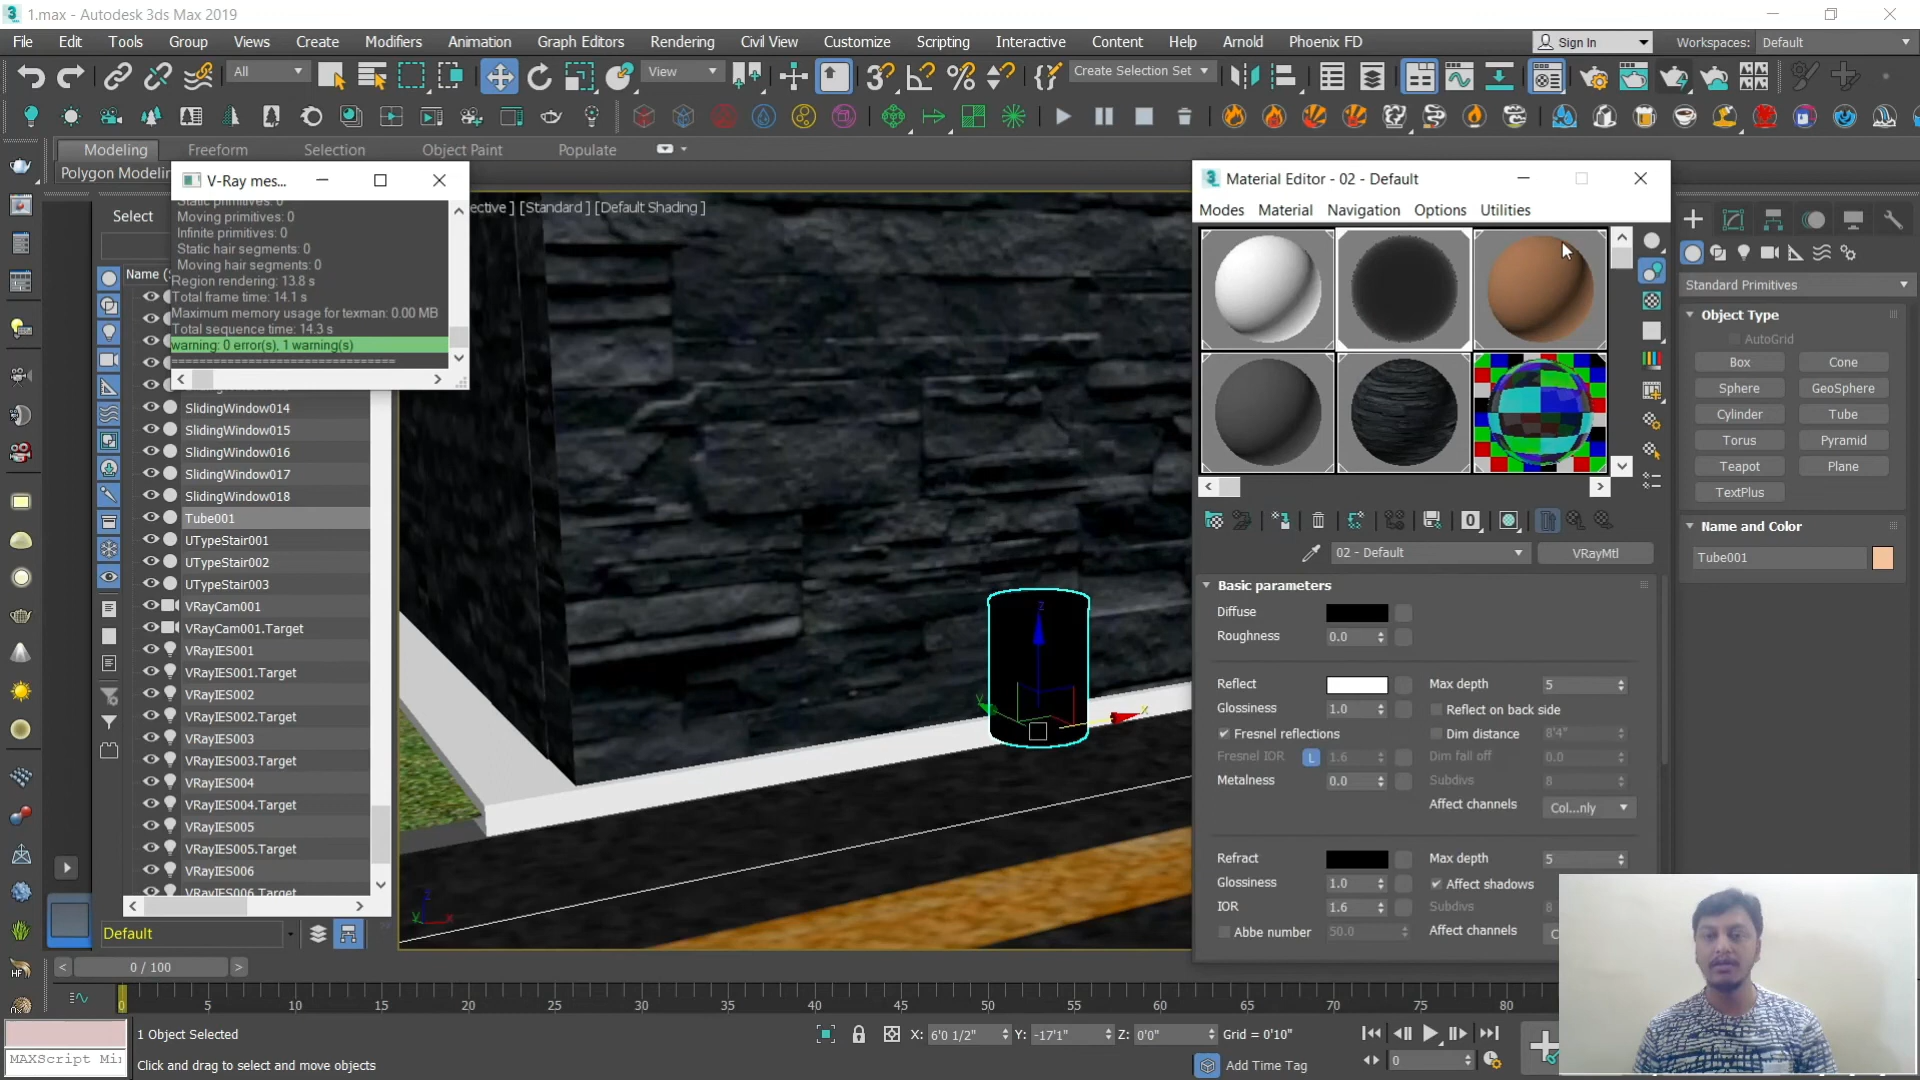 1.max - Autodesk 3ds Max 2019
File Edit Tools Group Views Create Modifiers Animation Graph Editors Rendering Civil View Customize Scripting Interactive Content Help Arnold Phoenix FD Sign In Workspaces: Default
All View Create Selection Set
Modeling Freeform Selection Object Paint Populate
Polygon Modelin
V-Ray mes...
Static primitives: 0
Moving primitives: 0
Infinite primitives: 0
Static hair segments: 0
Moving hair segments: 0
Region rendering: 13.8 s
Total frame time: 14.1 s
Maximum memory usage for texman: 0.00 MB
Total sequence time: 14.3 s
warning: 0 error(s), 1 warning(s)
================================
Select
Name (
SlidingWindow014
SlidingWindow015
SlidingWindow016
SlidingWindow017
SlidingWindow018
Tube001
UTypeStair001
UTypeStair002
UTypeStair003
VRayCam001
VRayCam001.Target
VRayIES001
VRayIES001.Target
VRayIES002
VRayIES002.Target
VRayIES003
VRayIES003.Target
VRayIES004
VRayIES004.Target
VRayIES005
VRayIES005.Target
VRayIES006
VRayIES006.Target
Default
ective ] [Standard ] [Default Shading ]
z
y
x
z
y
x
Material Editor - 02 - Default
Modes Material Navigation Options Utilities
0
02 - Default VRayMtl
Basic parameters
Diffuse
Roughness 0.0
Reflect Max depth 5
Glossiness 1.0 Reflect on back side
Fresnel reflections Dim distance 8'4"
Fresnel IOR L 1.6 Dim fall off 0.0
Metalness 0.0 Subdivs 8
Affect channels Col...nly
Refract Max depth 5
Glossiness 1.0 Affect shadows
IOR 1.6 Subdivs 8
Abbe number 50.0 Affect channels C
Standard Primitives
Object Type
AutoGrid
Box Cone
Sphere GeoSphere
Cylinder Tube
Torus Pyramid
Teapot Plane
TextPlus
Name and Color
Tube001
0 / 100
0 5 10 15 20 25 30 35 40 45 50 55 60 65 70 75 80
1 Object Selected
X: 6'0 1/2" Y: -17'1" Z: 0'0" Grid = 0'10"
MAXScript Mi
Click and drag to select and move objects
Add Time Tag
0